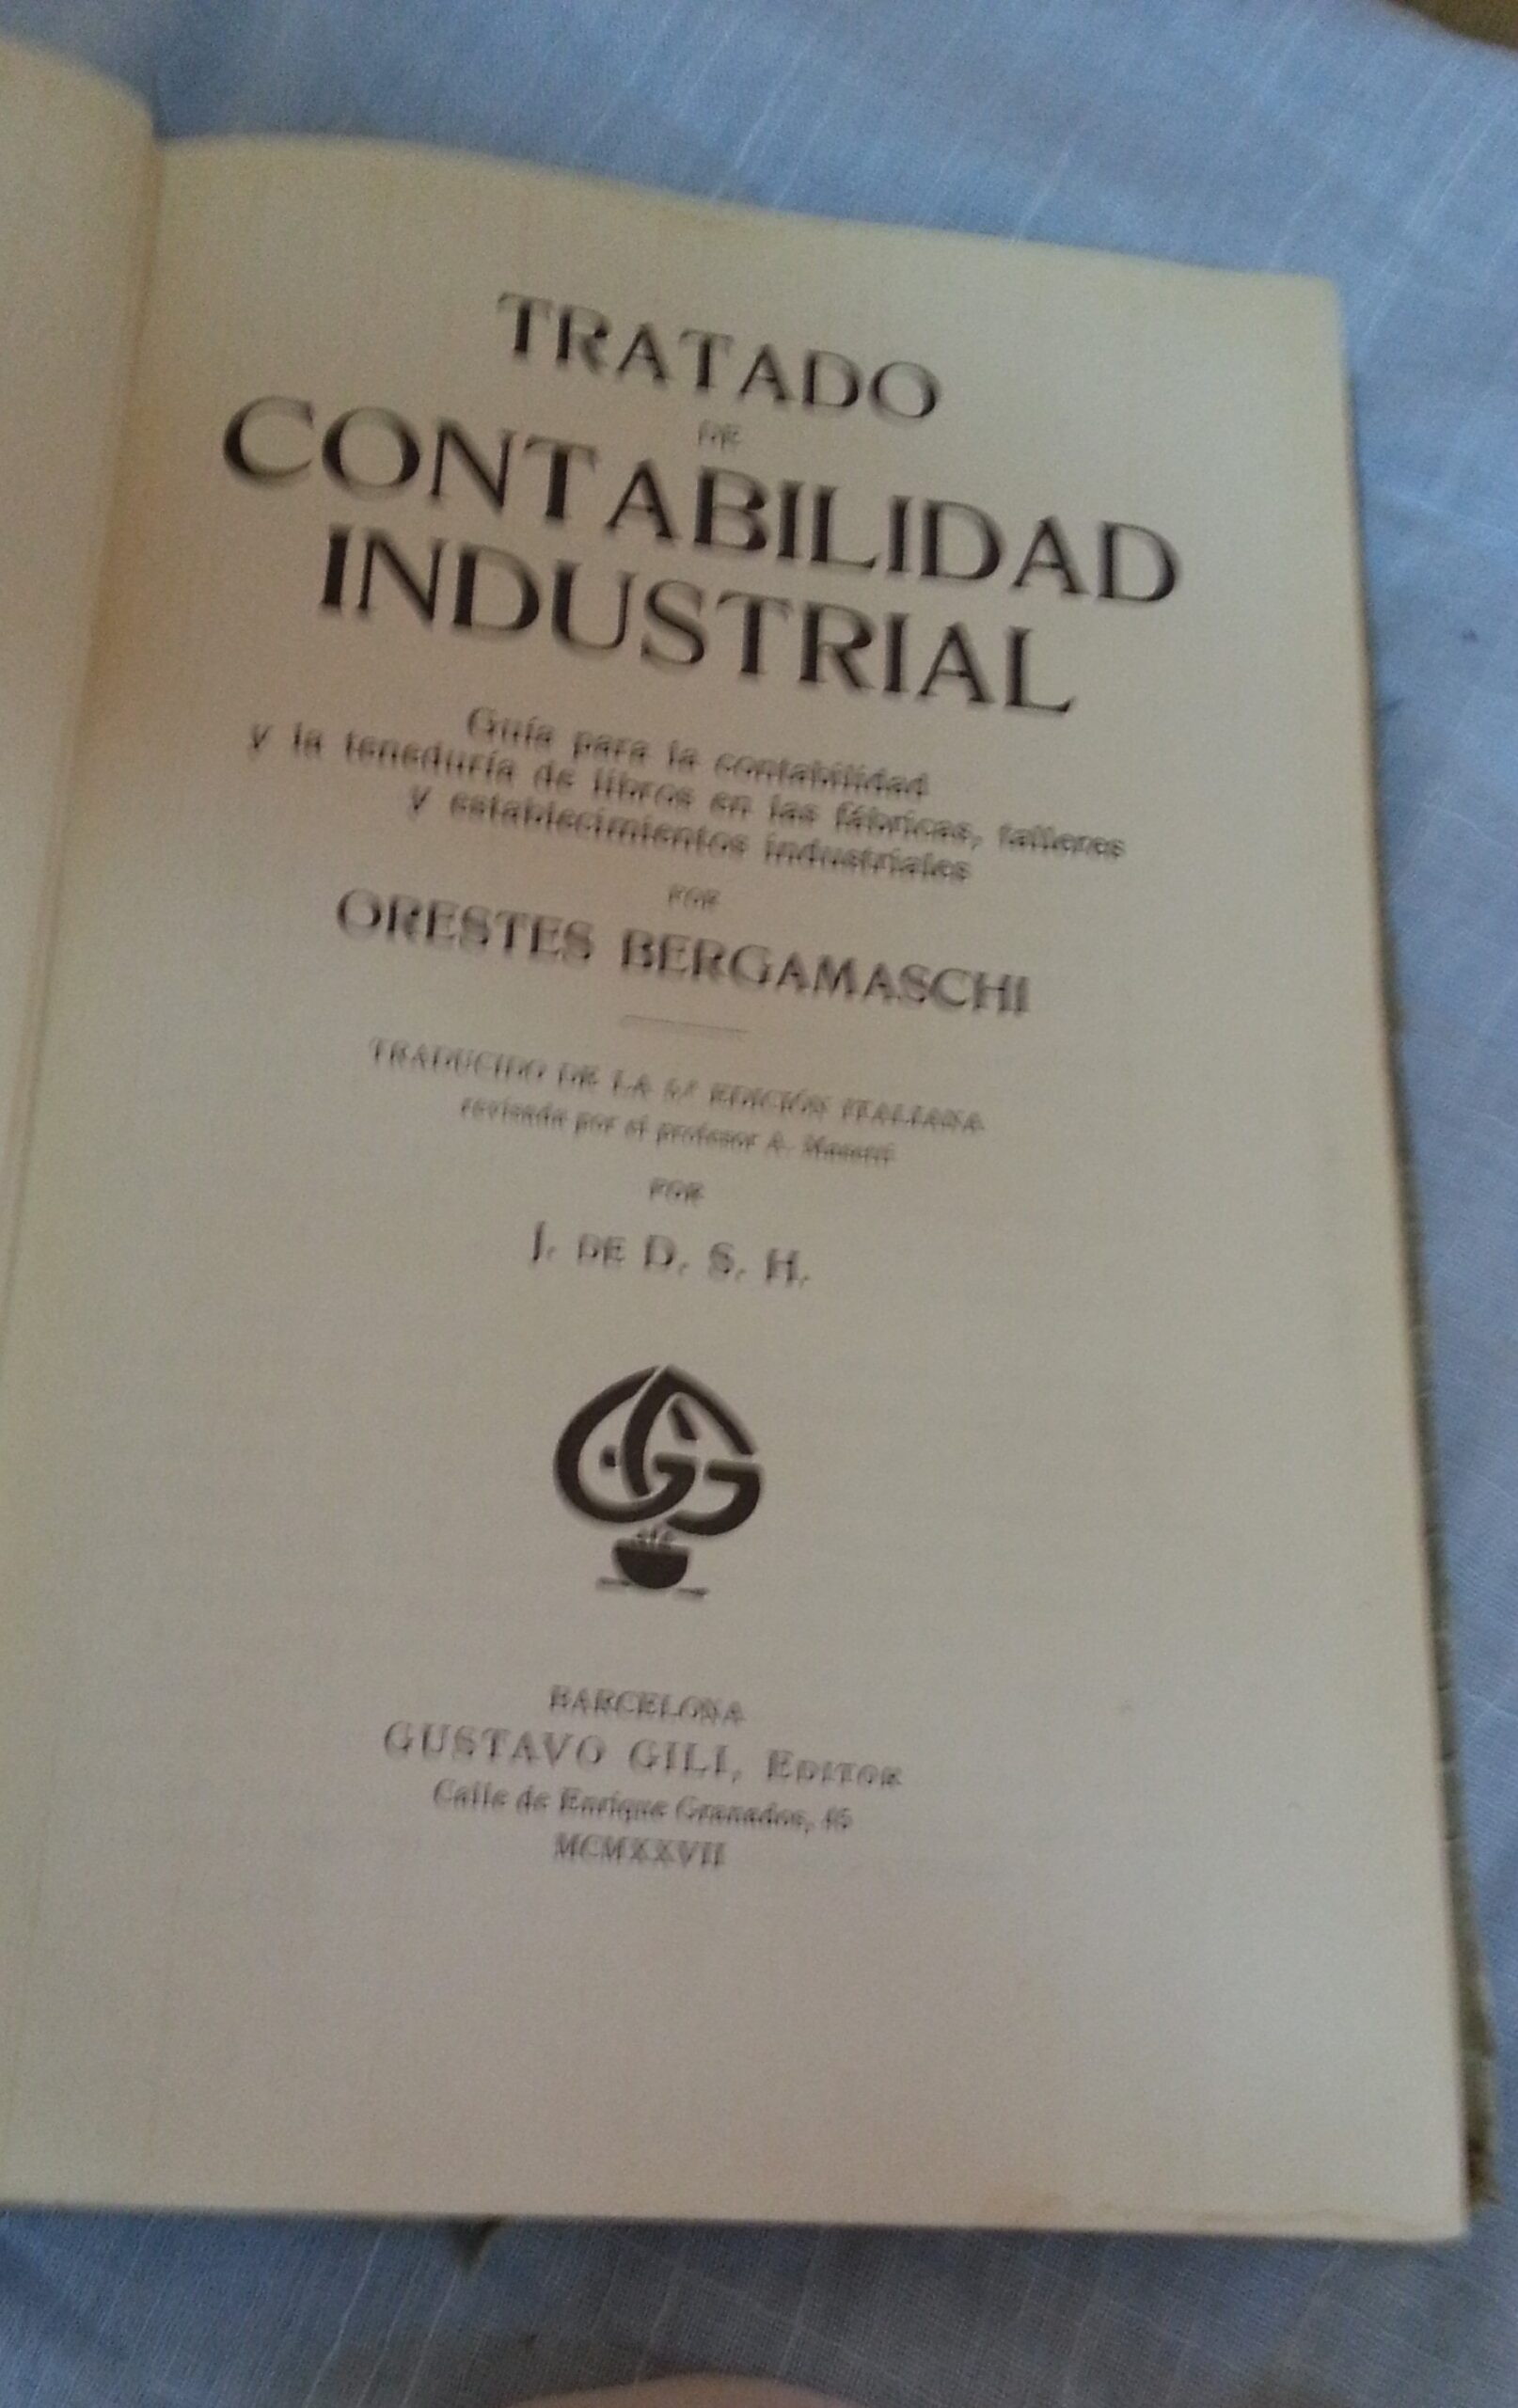 TRATADO
DE
CONTABILIDAD
INDUSTRIAL
Guía para la contabilidad
y la teneduría de libros en las fábricas, talleres
y establecimientos industriales
POR
ORESTES BERGAMASCHI
TRADUCIDO DE LA 5.ª EDICIÓN ITALIANA
revisada por el profesor A. Masetti
POR
J. DE D. S. H.
GG
BARCELONA
GUSTAVO GILI, EDITOR
Calle de Enrique Granados, 45
MCMXXVII